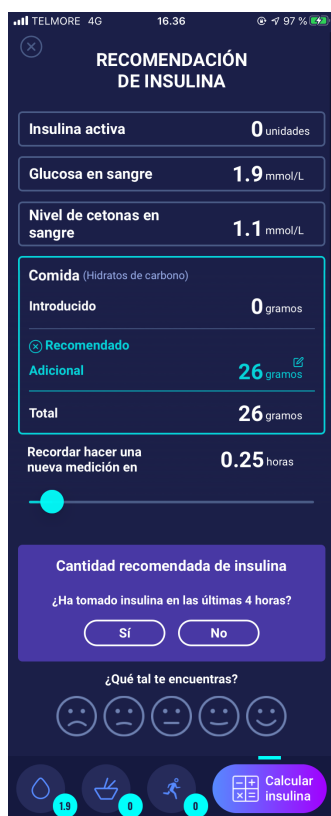 TELMORE 4G 16.36 97 %
RECOMENDACIÓN
DE INSULINA
Insulina activa 0 unidades
Glucosa en sangre 1.9 mmol/L
Nivel de cetonas en
sangre 1.1 mmol/L
Comida (Hidratos de carbono)
Introducido 0 gramos
Recomendado
Adicional 26 gramos
Total 26 gramos
Recordar hacer una
nueva medición en 0.25 horas
Cantidad recomendada de insulina
¿Ha tomado insulina en las últimas 4 horas?
Sí No
¿Qué tal te encuentras?
1.9 0 0 Calcular
insulina